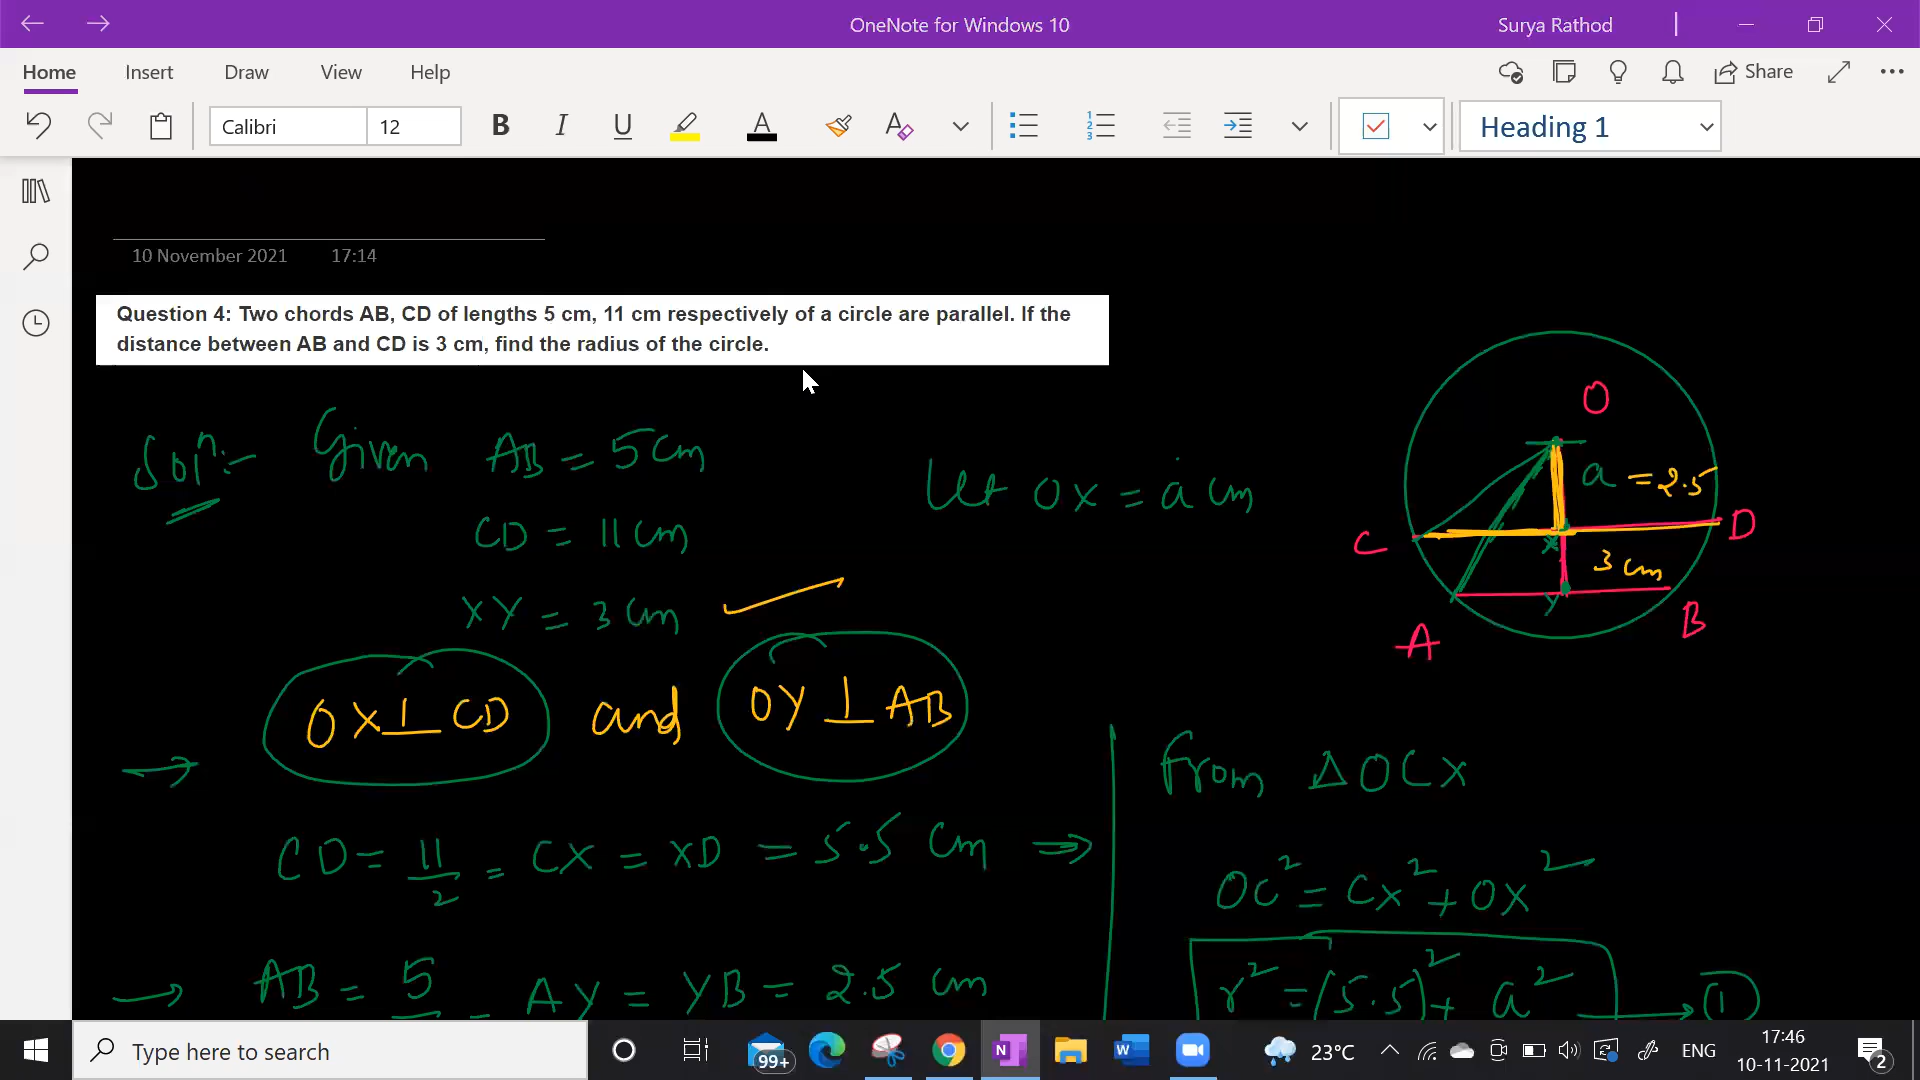 OneNote for Windows 10
Surya Rathod
Home Insert Draw View Help
Share
Calibri 12 B I U A A Heading 1
10 November 2021 17:14
Question 4: Two chords AB, CD of lengths 5 cm, 11 cm respectively of a circle are parallel. If the
distance between AB and CD is 3 cm, find the radius of the circle.
Solⁿ:- Given AB = 5 cm
CD = 11 cm
XY = 3 cm
Let OX = a cm
O
a = 2.5
C X D
3 cm
Y
A B
OX ⊥ CD and OY ⊥ AB
→ CD = 11/2 = CX = XD = 5.5 cm ⇒
→ AB = 5 = AY = YB = 2.5 cm
From △OCX
OC² = CX² + OX²
r² = (5.5)² + a² → ①
Type here to search
99+
N
W
23°C
ENG
17:46
10-11-2021
2